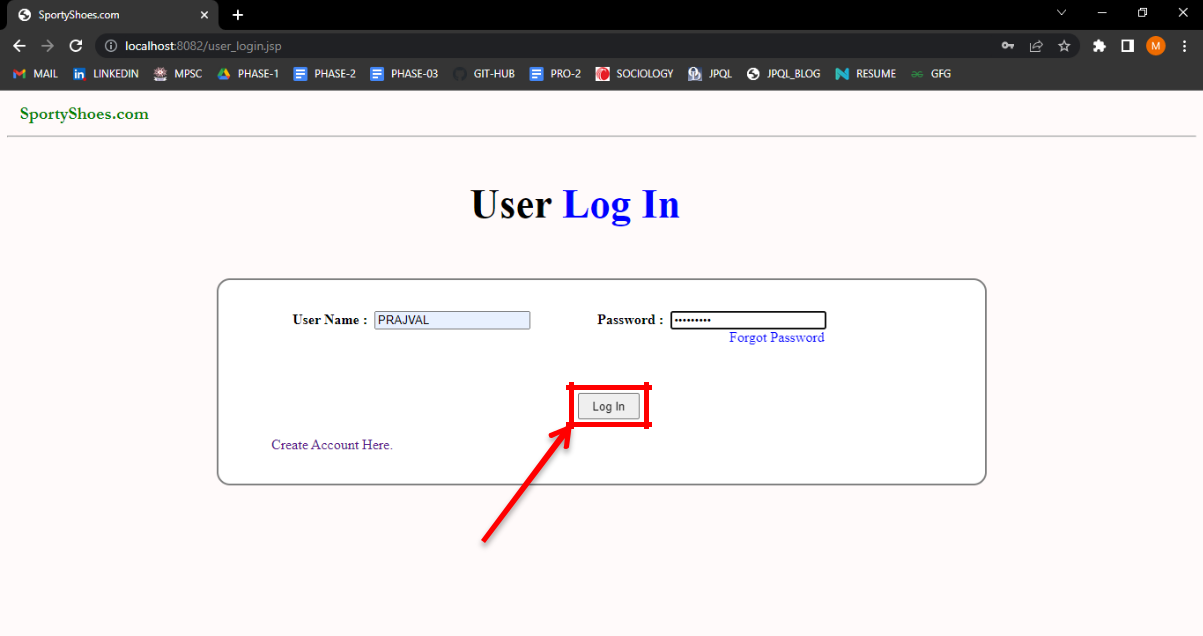 SportyShoes.com
localhost:8082/user_login.jsp
M
MAIL LINKEDIN MPSC PHASE-1 PHASE-2 PHASE-03 GIT-HUB PRO-2 SOCIOLOGY JPQL JPQL_BLOG RESUME GFG
SportyShoes.com
User Log In
User Name : PRAJVAL Password : •••••••••
Forgot Password
Log In
Create Account Here.